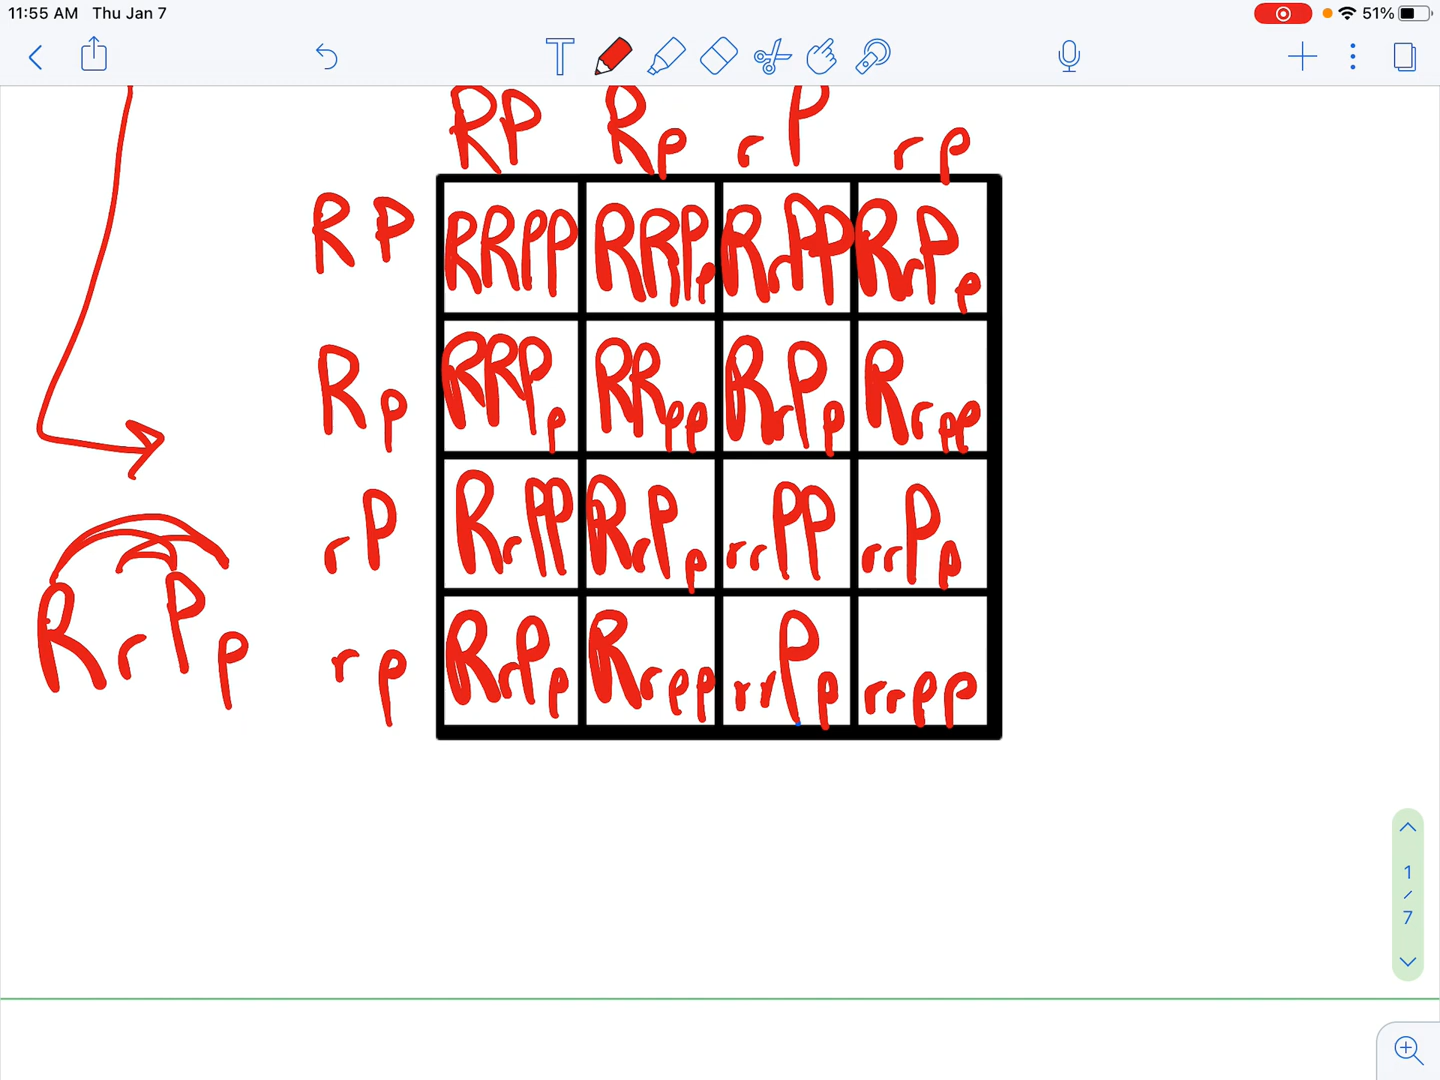 11:55 AM Thu Jan 7 51%
T
RP Rp rP rp
RP RRPP RRPp RrPP RrPp
Rp RRPp RRpp RrPp Rrpp
rP RrPP RrPp rrPP rrPp
RrPp
rp RrPp Rrpp rrPp rrpp
1
/
7